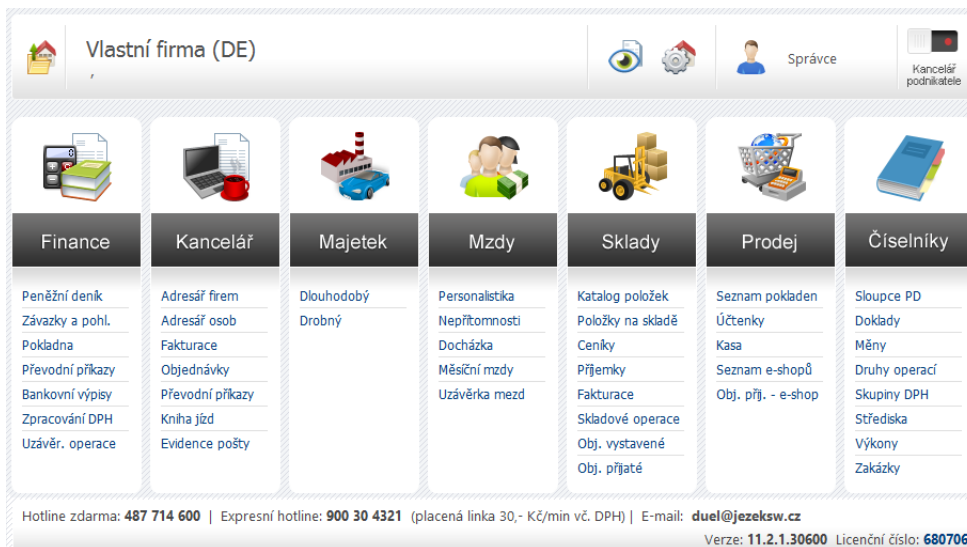 Vlastní firma (DE)
,
Správce
Kancelář
podnikatele
Finance
Peněžní deník
Závazky a pohl.
Pokladna
Převodní příkazy
Bankovní výpisy
Zpracování DPH
Uzávěr. operace
Kancelář
Adresář firem
Adresář osob
Fakturace
Objednávky
Převodní příkazy
Kniha jízd
Evidence pošty
Majetek
Dlouhodobý
Drobný
Mzdy
Personalistika
Nepřítomnosti
Docházka
Měsíční mzdy
Uzávěrka mezd
Sklady
Katalog položek
Položky na skladě
Ceníky
Příjemky
Fakturace
Skladové operace
Obj. vystavené
Obj. přijaté
Prodej
Seznam pokladen
Účtenky
Kasa
Seznam e-shopů
Obj. přij. - e-shop
Číselníky
Sloupce PD
Doklady
Měny
Druhy operací
Skupiny DPH
Střediska
Výkony
Zakázky
Hotline zdarma: 487 714 600 | Expresní hotline: 900 30 4321 (placená linka 30,- Kč/min vč. DPH) | E-mail: duel@jezeksw.cz
Verze: 11.2.1.30600 Licenční číslo: 680706